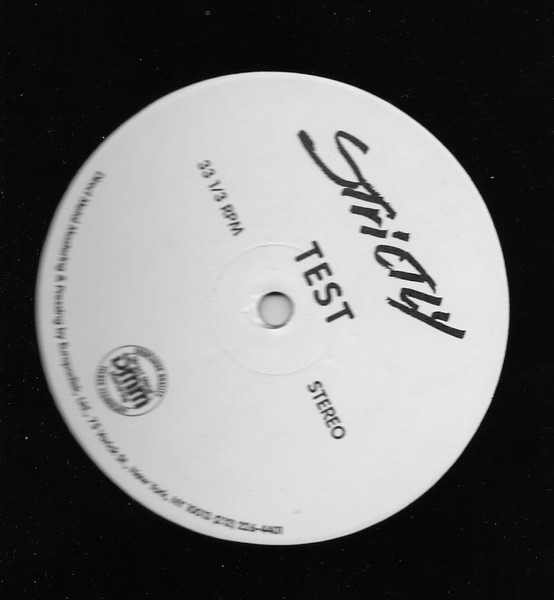 Strictly
TEST
33 1/3 RPM
STEREO
dmm
Direct Metal Mastering & Pressing by Europadisk, Ltd., 75 Varick St., New York, NY 10013 (212) 226-4401